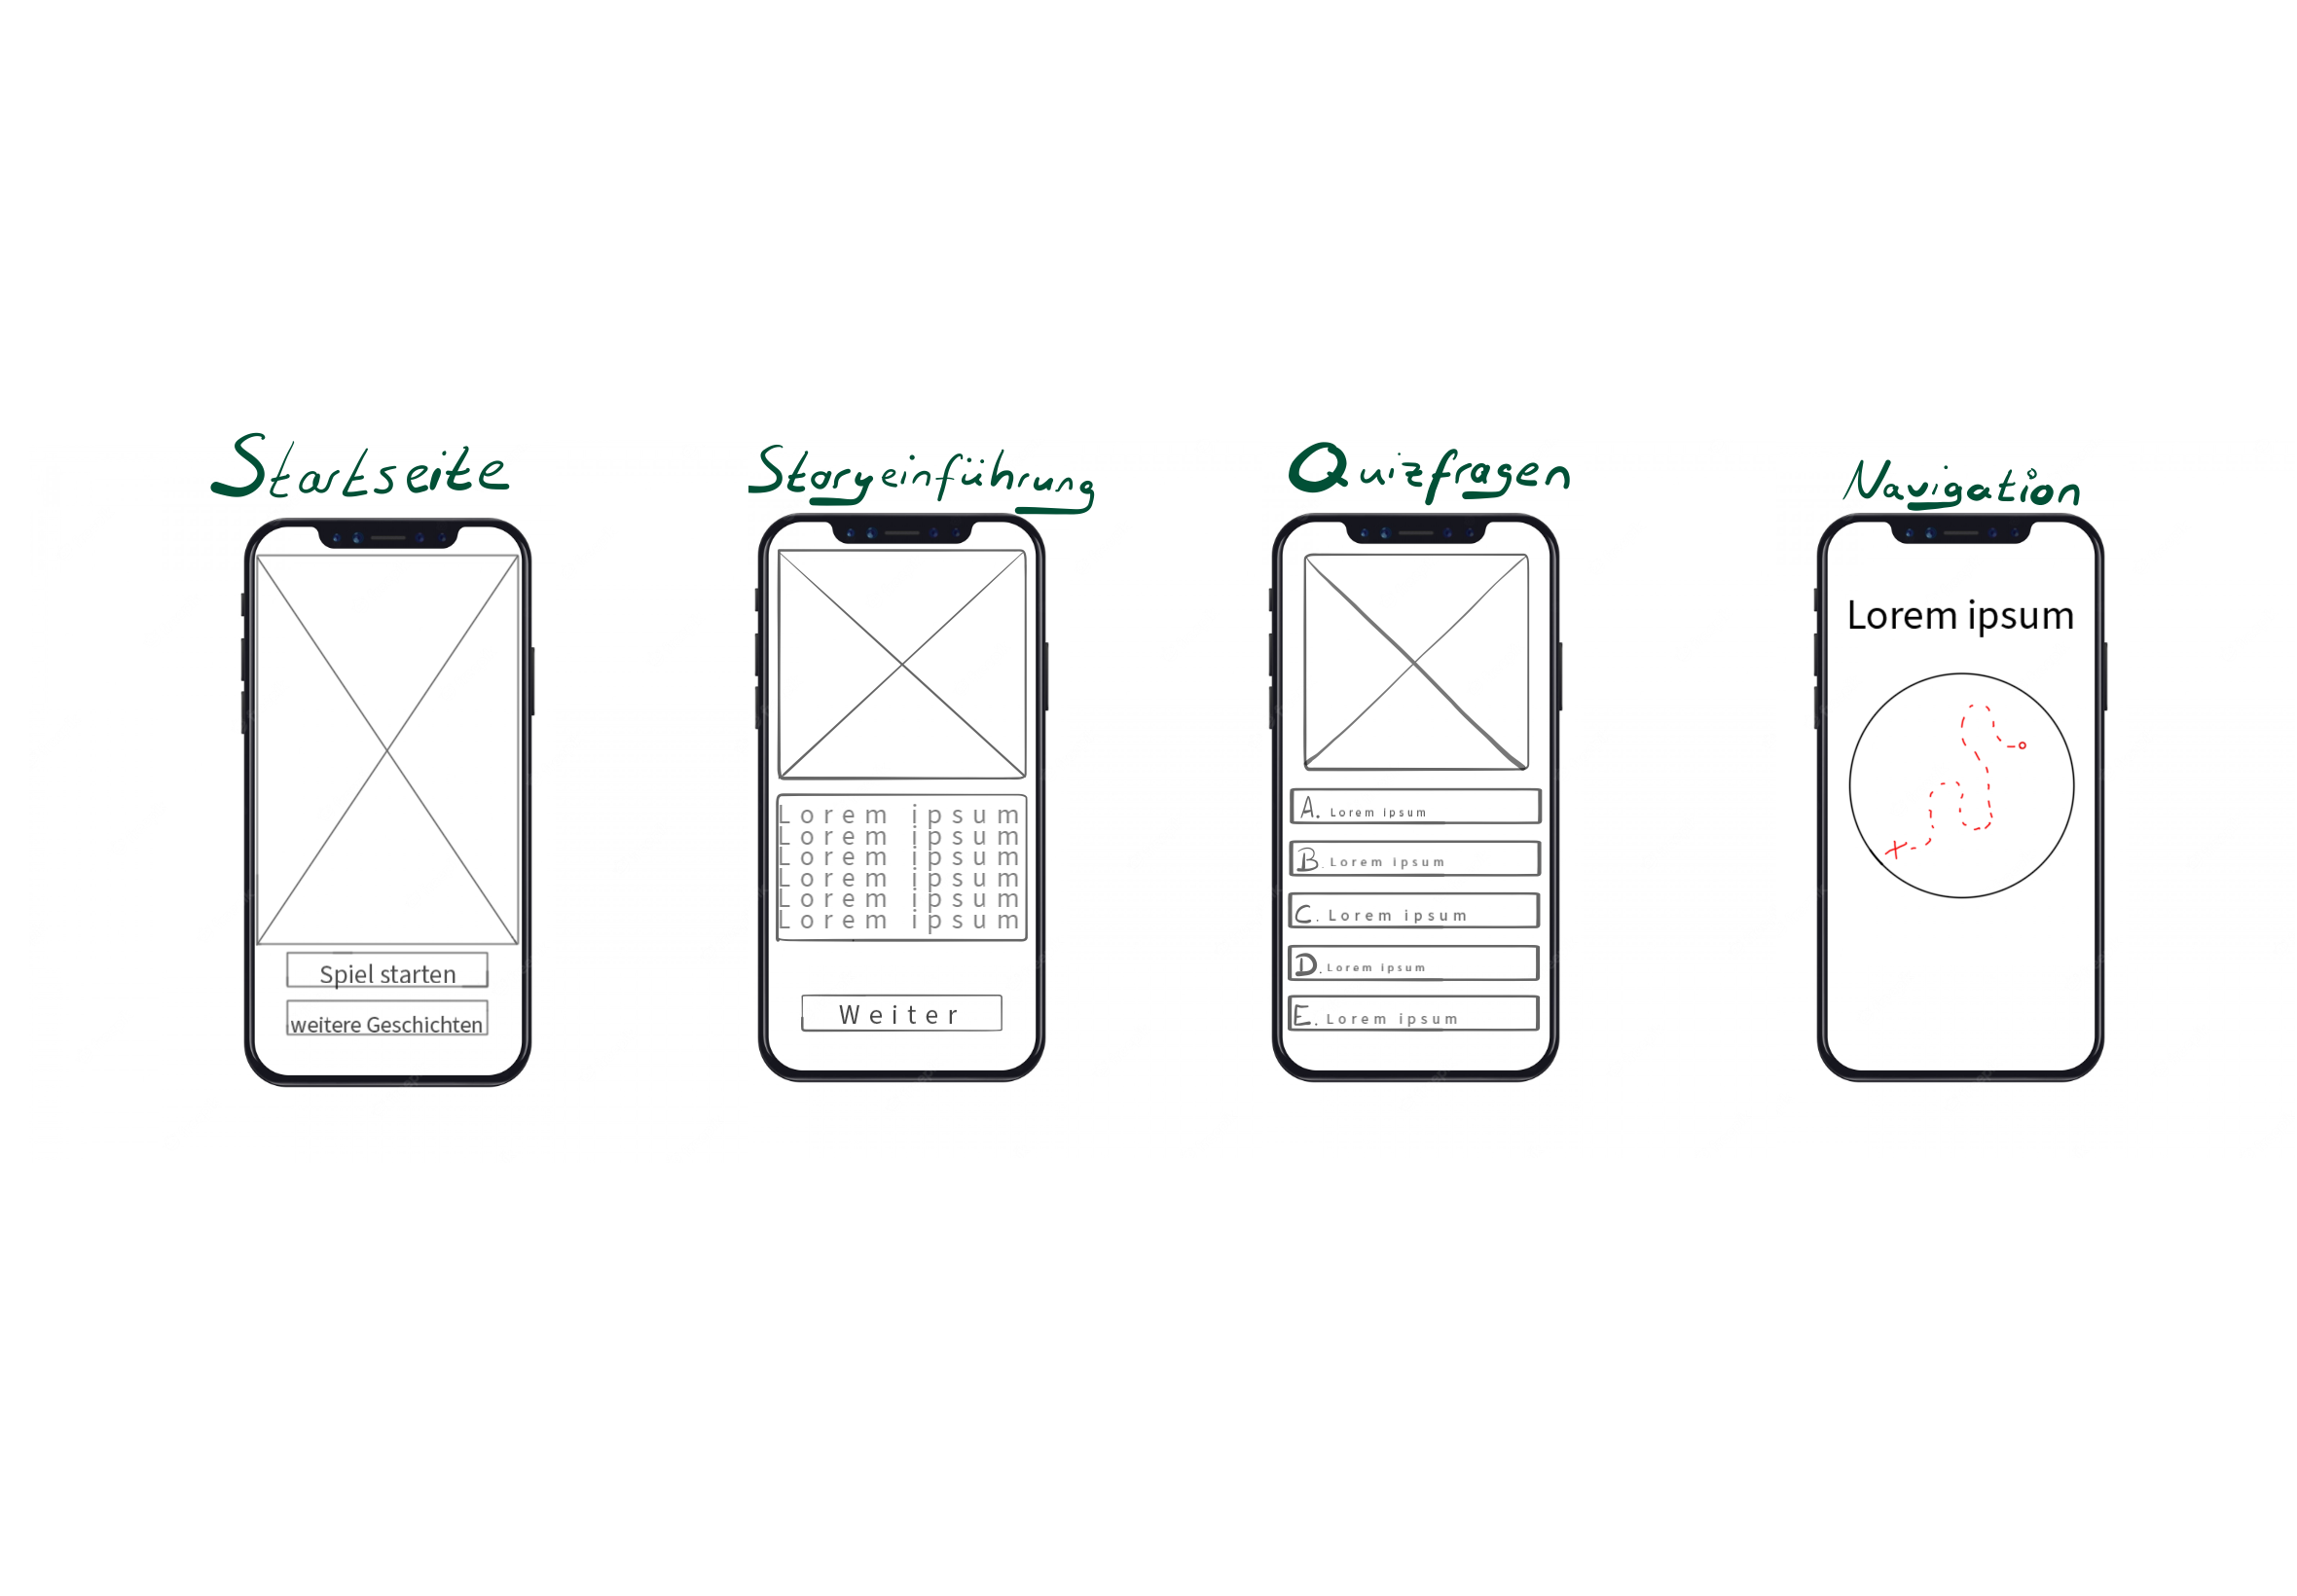 Startseite
Spiel starten
weitere Geschichten
Storyeinführung
Lorem ipsum
Lorem ipsum
Lorem ipsum
Lorem ipsum
Lorem ipsum
Lorem ipsum
Weiter
Quizfragen
A. Lorem ipsum
B. Lorem ipsum
C. Lorem ipsum
D. Lorem ipsum
E. Lorem ipsum
Navigation
Lorem ipsum